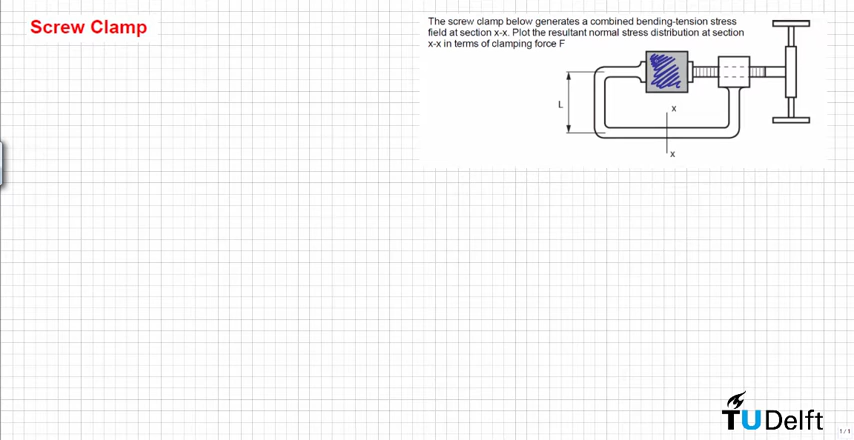 Screw Clamp
The screw clamp below generates a combined bending-tension stress
field at section x-x. Plot the resultant normal stress distribution at section
x-x in terms of clamping force F
L
x
x
TUDelft
1 / 1